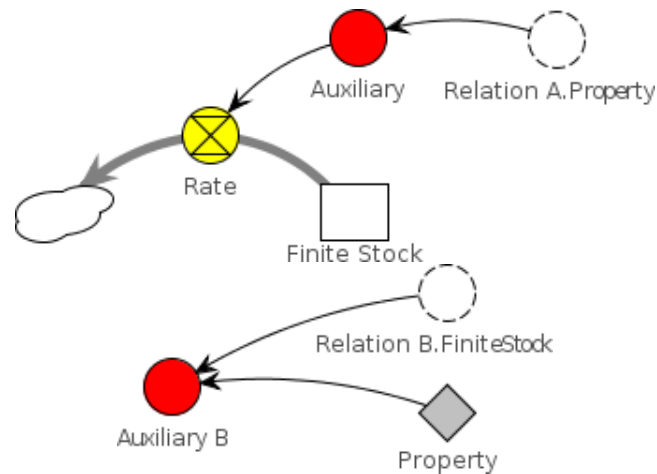 Auxiliary
Relation A.Property
Rate
Finite Stock
Relation B.FiniteStock
Auxiliary B
Property